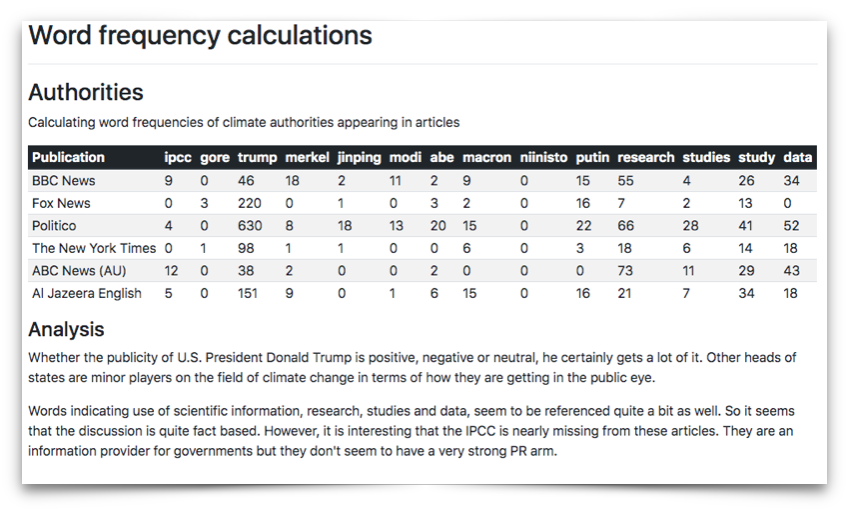 Word frequency calculations
Authorities
Calculating word frequencies of climate authorities appearing in articles
Publication ipcc gore trump merkel jinping modi abe macron niinisto putin research studies study data
BBC News 9 0 46 18 2 11 2 9 0 15 55 4 26 34
Fox News 0 3 220 0 1 0 3 2 0 16 7 2 13 0
Politico 4 0 630 8 18 13 20 15 0 22 66 28 41 52
The New York Times 0 1 98 1 1 0 0 6 0 3 18 6 14 18
ABC News (AU) 12 0 38 2 0 0 2 0 0 0 73 11 29 43
Al Jazeera English 5 0 151 9 0 1 6 15 0 16 21 7 34 18
Analysis
Whether the publicity of U.S. President Donald Trump is positive, negative or neutral, he certainly gets a lot of it. Other heads of
states are minor players on the field of climate change in terms of how they are getting in the public eye.
Words indicating use of scientific information, research, studies and data, seem to be referenced quite a bit as well. So it seems
that the discussion is quite fact based. However, it is interesting that the IPCC is nearly missing from these articles. They are an
information provider for governments but they don't seem to have a very strong PR arm.